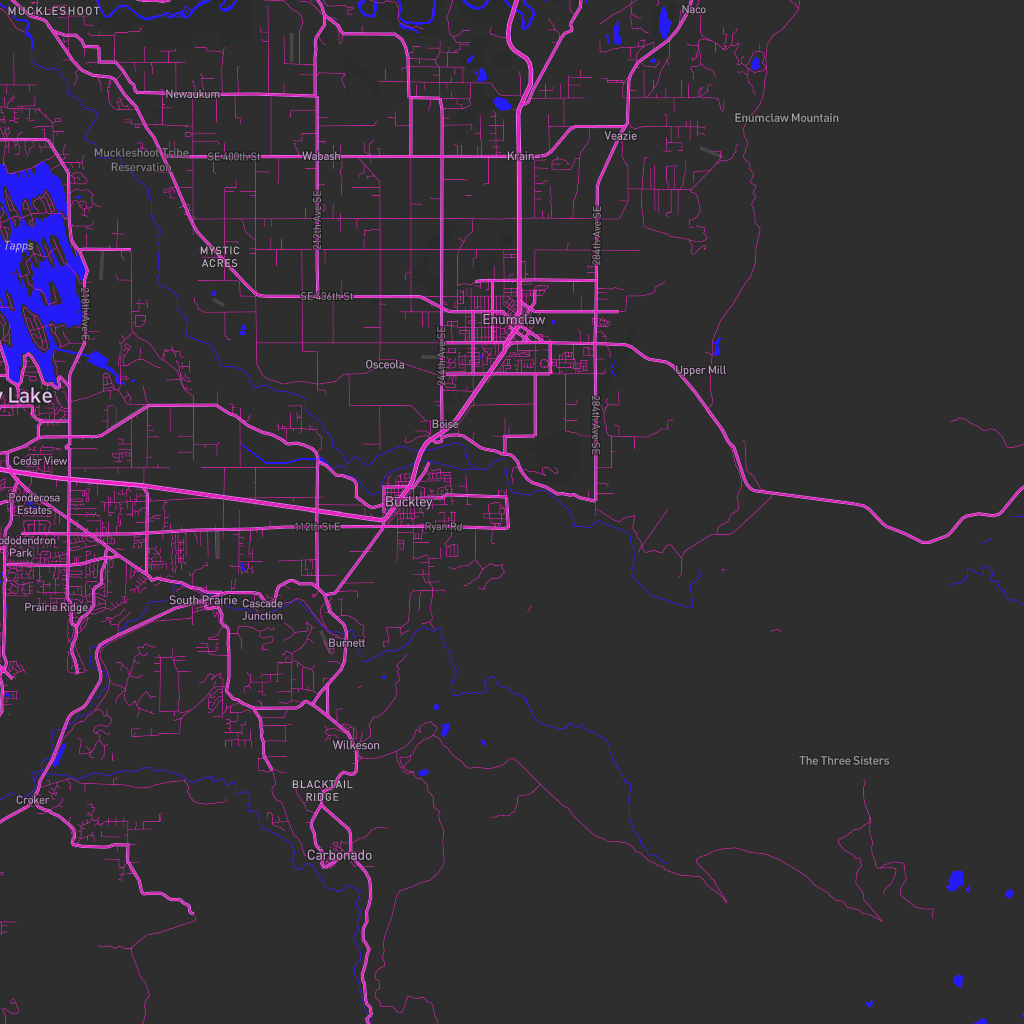 MUCKLESHOOT
Naco
Newaukum
Enumclaw Mountain
Veazie
Muckleshoot Tribe
Reservation
SE 400th St
Wabash
Krain
212th Ave SE
284th Ave SE
Tapps
MYSTIC
ACRES
218th Ave E
SE 436th St
Enumclaw
244th Ave SE
Osceola
Upper Mill
Lake
284th Ave SE
Boise
Cedar View
Ponderosa
Estates
Buckley
112th St E
Ryan Rd
Park
Prairie Ridge
South Prairie
Cascade
Junction
Burnett
Wilkeson
The Three Sisters
BLACKTAIL
RIDGE
Croker
Carbonado